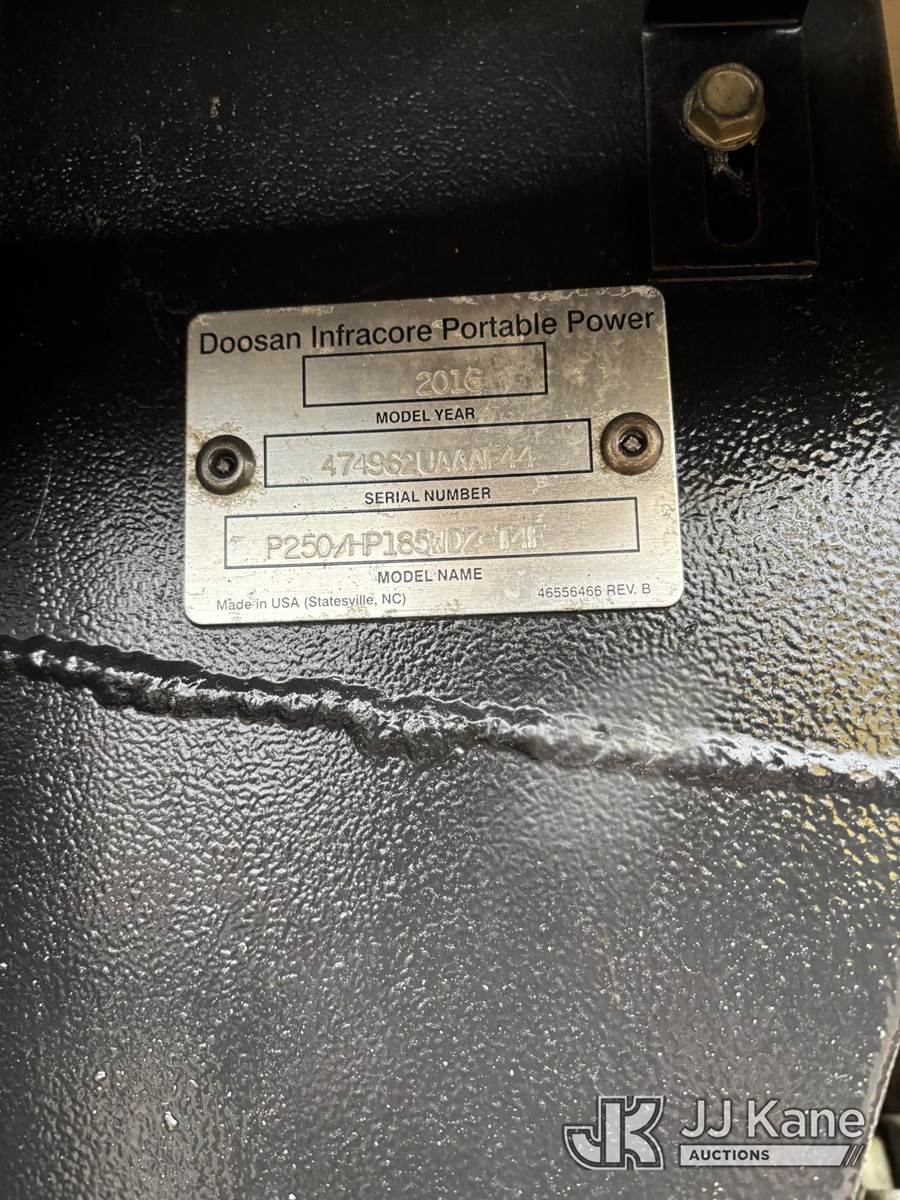 Doosan Infracore Portable Power
2016
MODEL YEAR
474962UAAAF44
SERIAL NUMBER
P250/HP185WDZ-T4F
MODEL NAME
Made in USA (Statesville, NC)
46556466 REV. B
JK JJ Kane
AUCTIONS